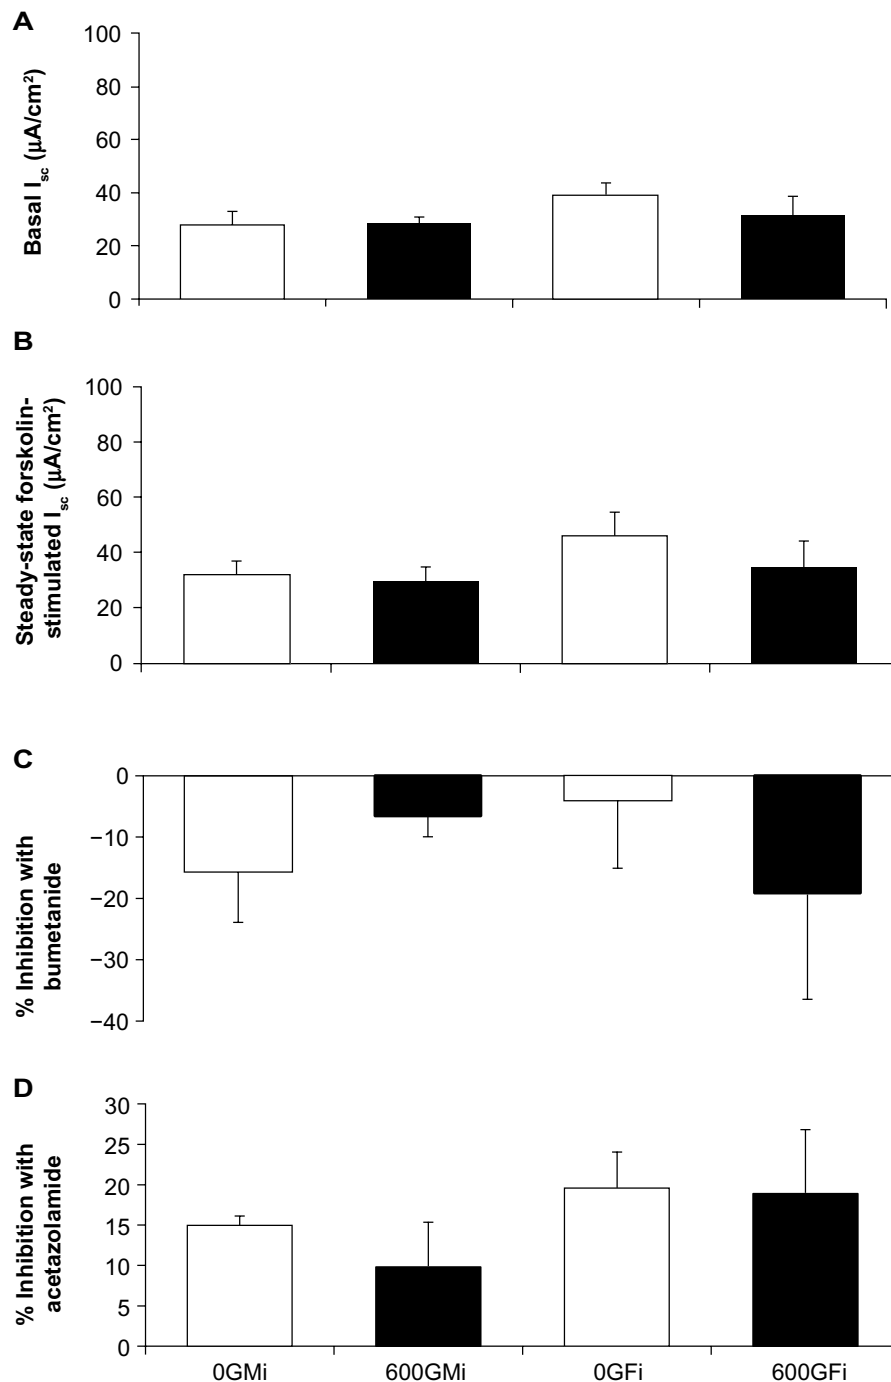 A
Basal Isc (μA/cm²)
100
80
60
40
20
0
B
Steady-state forskolin-
stimulated Isc (μA/cm²)
100
80
60
40
20
0
C
% Inhibition with
bumetanide
0
−10
−20
−30
−40
D
% Inhibition with
acetazolamide
30
25
20
15
10
5
0
0GMi 600GMi 0GFi 600GFi